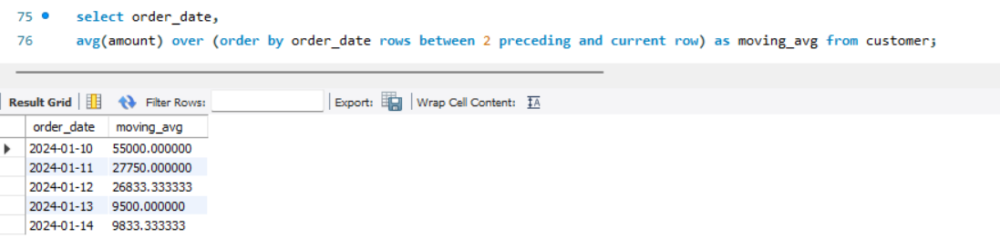 75 select order_date,
76 avg(amount) over (order by order_date rows between 2 preceding and current row) as moving_avg from customer;
Result Grid Filter Rows: Export: Wrap Cell Content: IA
order_date moving_avg
2024-01-10 55000.000000
2024-01-11 27750.000000
2024-01-12 26833.333333
2024-01-13 9500.000000
2024-01-14 9833.333333